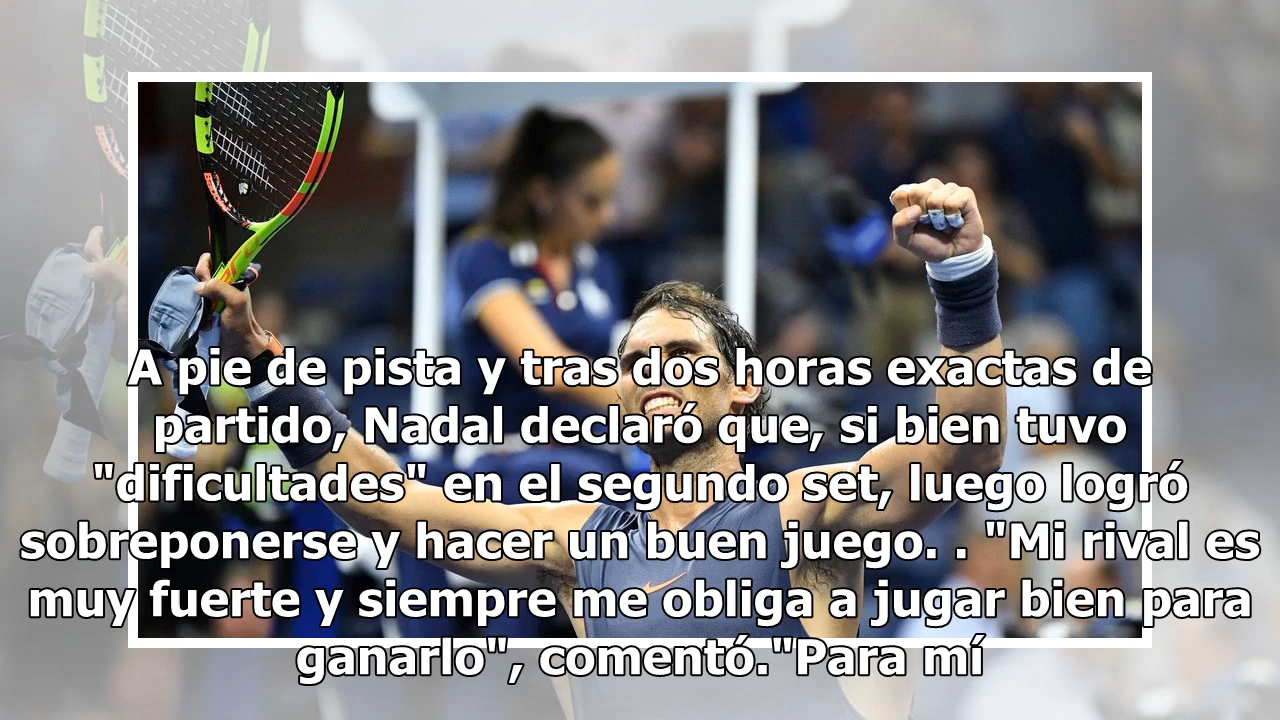 A pie de pista y tras dos horas exactas de
partido, Nadal declaró que, si bien tuvo
"dificultades" en el segundo set, luego logró
sobreponerse y hacer un buen juego. . "Mi rival es
muy fuerte y siempre me obliga a jugar bien para
ganarlo", comentó."Para mí